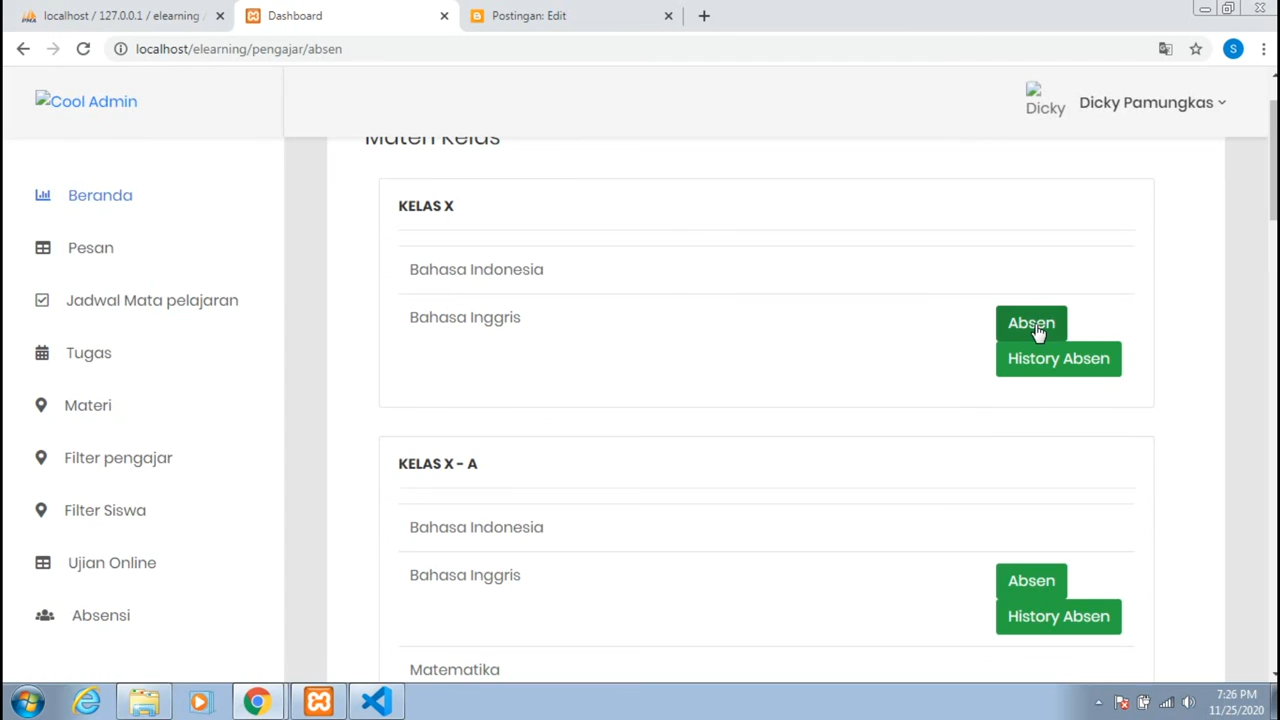 localhost / 127.0.0.1 / elearning
Dashboard
Postingan: Edit
localhost/elearning/pengajar/absen
S
Cool Admin
Dicky
Dicky Pamungkas
Materi Kelas
Beranda
Pesan
Jadwal Mata pelajaran
Tugas
Materi
Filter pengajar
Filter Siswa
Ujian Online
Absensi
KELAS X
Bahasa Indonesia
Bahasa Inggris
Absen
History Absen
KELAS X - A
Bahasa Indonesia
Bahasa Inggris
Absen
History Absen
Matematika
7:26 PM
11/25/2020